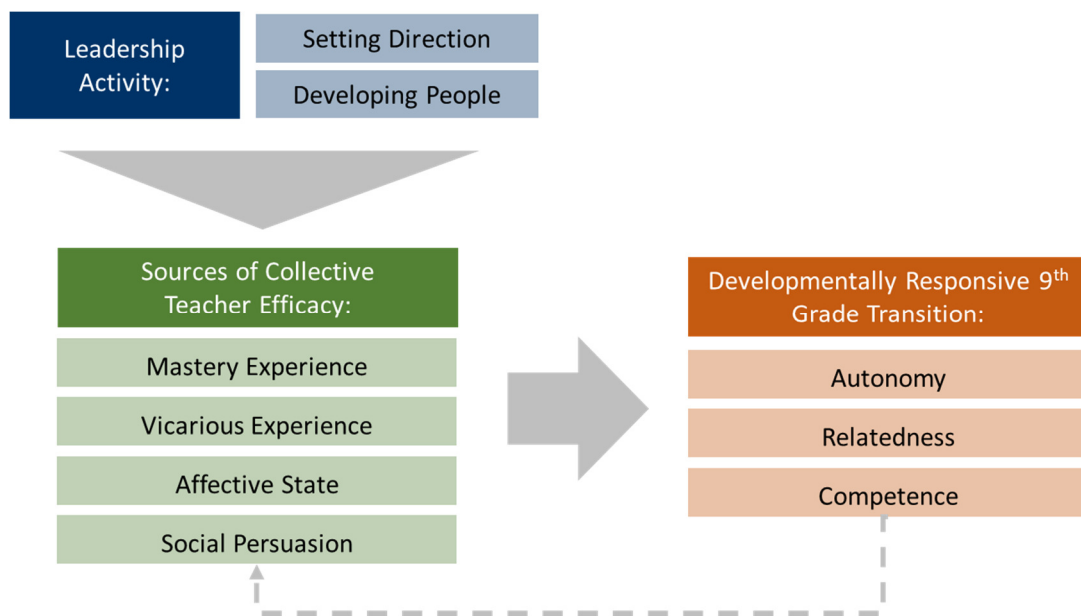 Leadership
Activity:
Setting Direction
Developing People
Sources of Collective
Teacher Efficacy:
Mastery Experience
Vicarious Experience
Affective State
Social Persuasion
Developmentally Responsive 9th
Grade Transition:
Autonomy
Relatedness
Competence